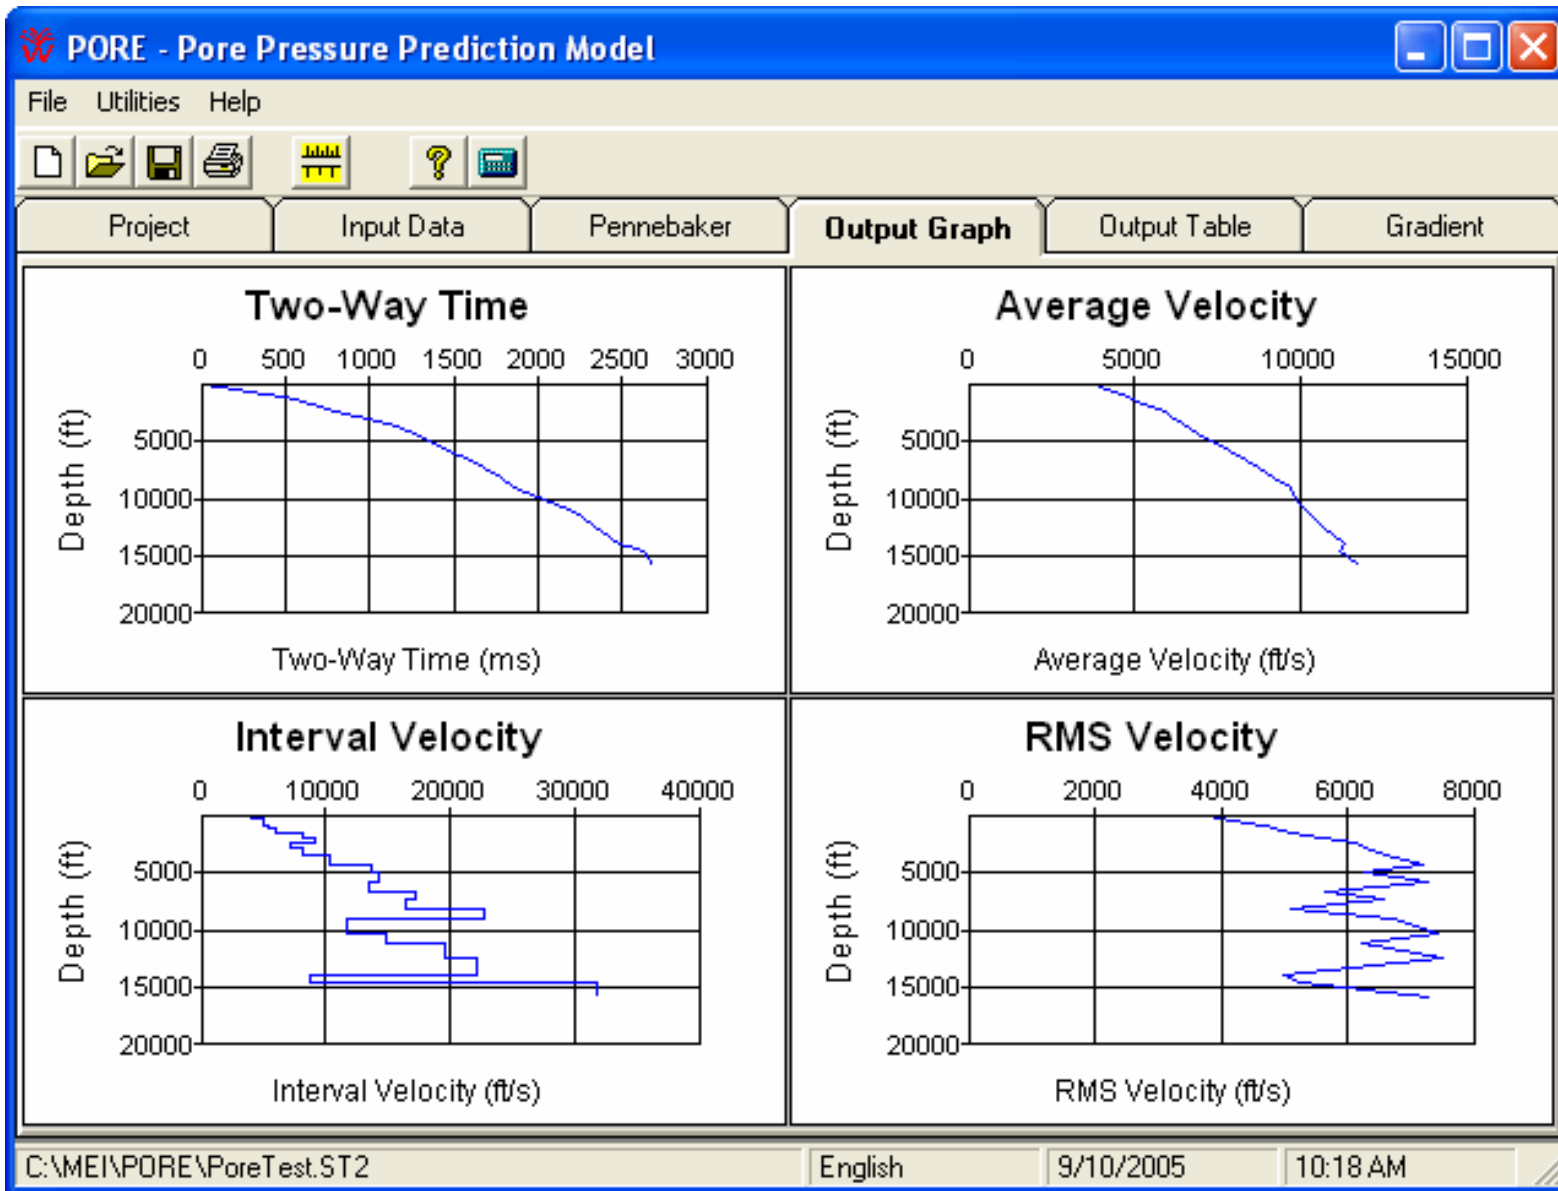 PORE - Pore Pressure Prediction Model
File Utilities Help
Project Input Data Pennebaker Output Graph Output Table Gradient
Two-Way Time
0 500 1000 1500 2000 2500 3000
Depth (ft)
5000
10000
15000
20000
Two-Way Time (ms)
Average Velocity
0 5000 10000 15000
Depth (ft)
5000
10000
15000
20000
Average Velocity (ft/s)
Interval Velocity
0 10000 20000 30000 40000
Depth (ft)
5000
10000
15000
20000
Interval Velocity (ft/s)
RMS Velocity
0 2000 4000 6000 8000
Depth (ft)
5000
10000
15000
20000
RMS Velocity (ft/s)
C:\MEI\PORE\PoreTest.ST2 English 9/10/2005 10:18 AM